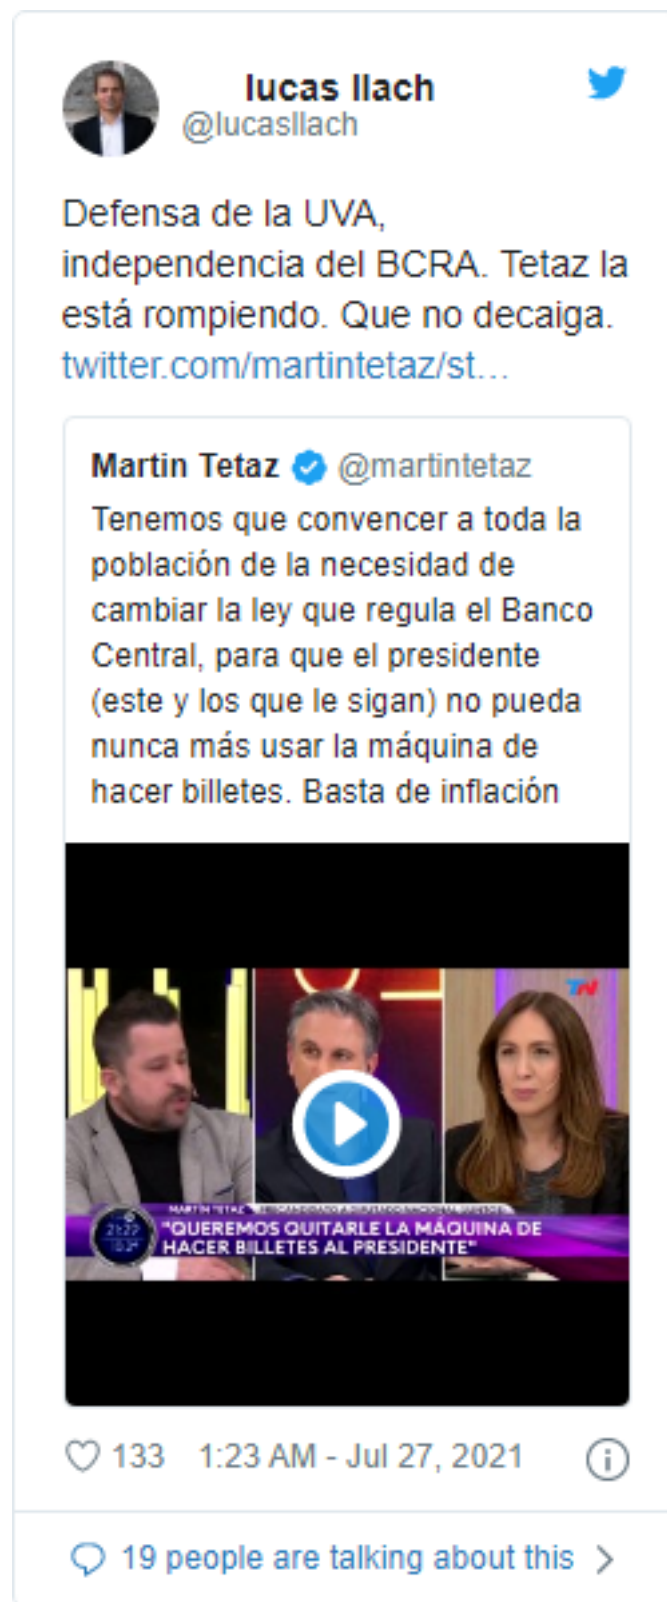 lucas llach
@lucasllach
Defensa de la UVA,
independencia del BCRA. Tetaz la
está rompiendo. Que no decaiga.
twitter.com/martintetaz/st…
Martin Tetaz @martintetaz
Tenemos que convencer a toda la
población de la necesidad de
cambiar la ley que regula el Banco
Central, para que el presidente
(este y los que le sigan) no pueda
nunca más usar la máquina de
hacer billetes. Basta de inflación
TN
MARTÍN TETAZ
21:27
"QUEREMOS QUITARLE LA MÁQUINA DE
HACER BILLETES AL PRESIDENTE"
133 1:23 AM - Jul 27, 2021
19 people are talking about this